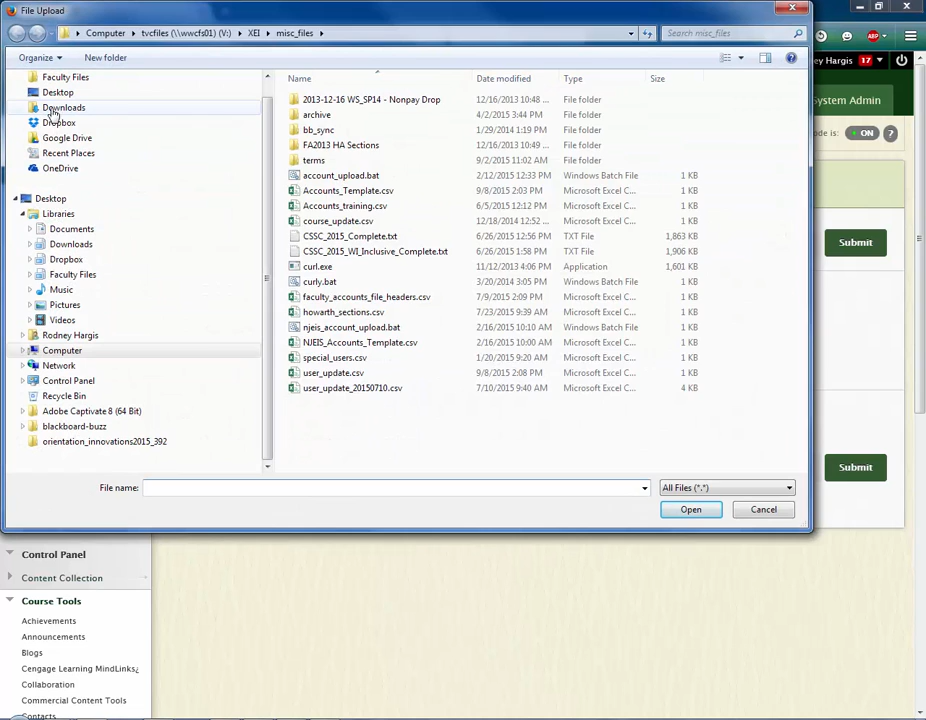 File Upload
Computer ▸ tvcfiles (\\wwcfs01) (V:) ▸ XEI ▸ misc_files ▸
Search misc_files
Organize
New folder
Rodney Hargis 17
System Admin
ON
?
Submit
Submit
Faculty Files
Desktop
Downloads
Dropbox
Google Drive
Recent Places
OneDrive
Desktop
Libraries
Documents
Downloads
Dropbox
Faculty Files
Music
Pictures
Videos
Rodney Hargis
Computer
Network
Control Panel
Recycle Bin
Adobe Captivate 8 (64 Bit)
blackboard-buzz
orientation_innovations2015_392
Name Date modified Type Size
2013-12-16 WS_SP14 - Nonpay Drop 12/16/2013 10:48 ... File folder
archive 4/2/2015 3:44 PM File folder
bb_sync 1/29/2014 1:19 PM File folder
FA2013 HA Sections 12/16/2013 10:49 ... File folder
terms 9/2/2015 11:02 AM File folder
account_upload.bat 2/16/2015 12:33 PM Windows Batch File 1 KB
Accounts_Template.csv 9/8/2015 2:03 PM Microsoft Excel C... 1 KB
Accounts_training.csv 6/5/2015 12:12 PM Microsoft Excel C... 1 KB
course_update.csv 12/18/2014 12:52 ... Microsoft Excel C... 1 KB
CSSC_2015_Complete.txt 6/26/2015 12:56 PM TXT File 1,863 KB
CSSC_2015_WI_Inclusive_Complete.txt 6/26/2015 1:58 PM TXT File 1,906 KB
curl.exe 11/12/2013 4:06 PM Application 1,601 KB
curly.bat 3/20/2014 3:05 PM Windows Batch File 1 KB
faculty_accounts_file_headers.csv 7/9/2015 2:09 PM Microsoft Excel C... 1 KB
howarth_sections.csv 7/23/2015 9:39 AM Microsoft Excel C... 1 KB
njeis_account_upload.bat 2/16/2015 10:10 AM Windows Batch File 1 KB
NJEIS_Accounts_Template.csv 2/16/2015 10:00 AM Microsoft Excel C... 1 KB
special_users.csv 1/20/2015 9:20 AM Microsoft Excel C... 1 KB
user_update.csv 9/8/2015 2:08 PM Microsoft Excel C... 1 KB
user_update_20150710.csv 7/10/2015 9:40 AM Microsoft Excel C... 4 KB
File name:
All Files (*.*)
Open
Cancel
Control Panel
Content Collection
Course Tools
Achievements
Announcements
Blogs
Cengage Learning MindLinks¿
Collaboration
Commercial Content Tools
Contacts